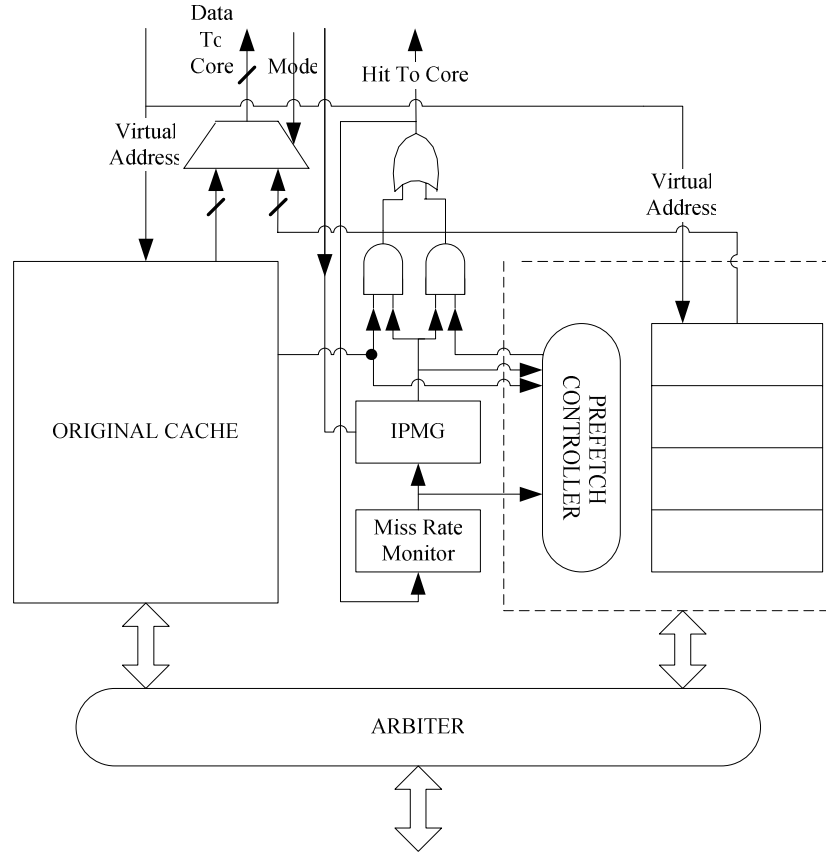 Data
To
Core
Mode
Hit To Core
Virtual
Address
Virtual
Address
ORIGINAL CACHE
IPMG
PREFETCH
CONTROLLER
Miss Rate
Monitor
ARBITER